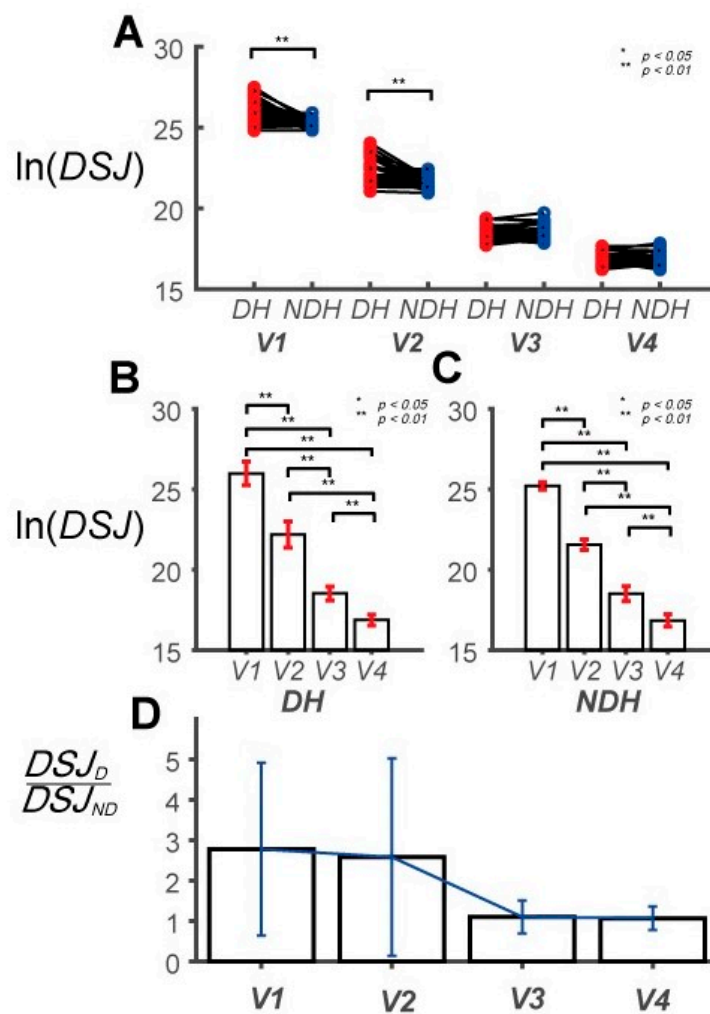 A
**
**
* p < 0.05
** p < 0.01
30
25
20
15
ln(DSJ)
DH NDH DH NDH DH NDH DH NDH
V1 V2 V3 V4
B
* p < 0.05
** p < 0.01
**
**
**
**
**
**
30
25
20
15
ln(DSJ)
V1 V2 V3 V4
DH
C
* p < 0.05
** p < 0.01
**
**
**
**
**
**
30
25
20
15
V1 V2 V3 V4
NDH
D
DSJD
DSJND
5
4
3
2
1
0
V1 V2 V3 V4